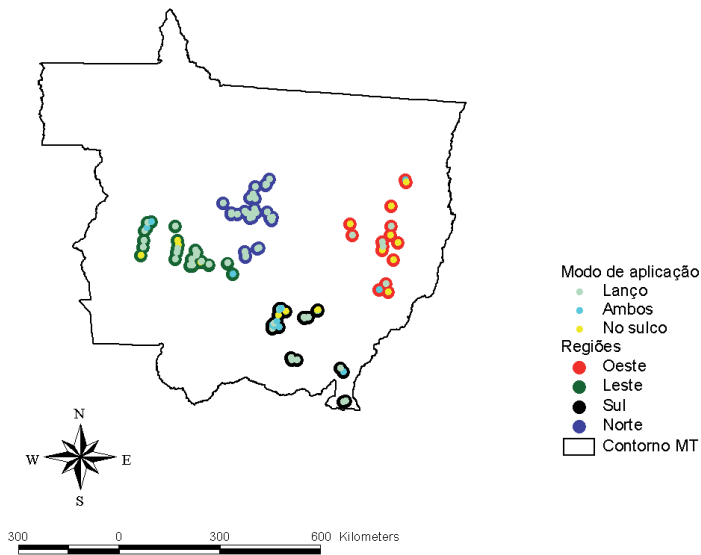 Modo de aplicação
Lanço
Ambos
No sulco
Regiões
Oeste
Leste
Sul
Norte
Contorno MT
N
W E
S
300 0 300 600 Kilometers